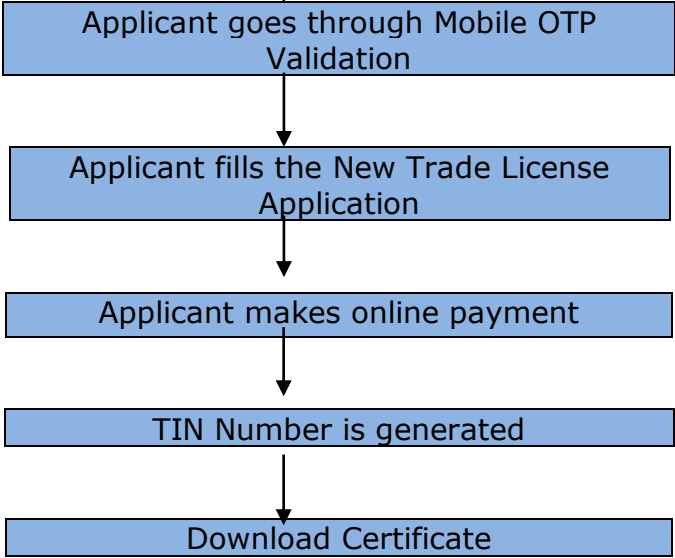 Applicant goes through Mobile OTP
Validation
Applicant fills the New Trade License
Application
Applicant makes online payment
TIN Number is generated
Download Certificate